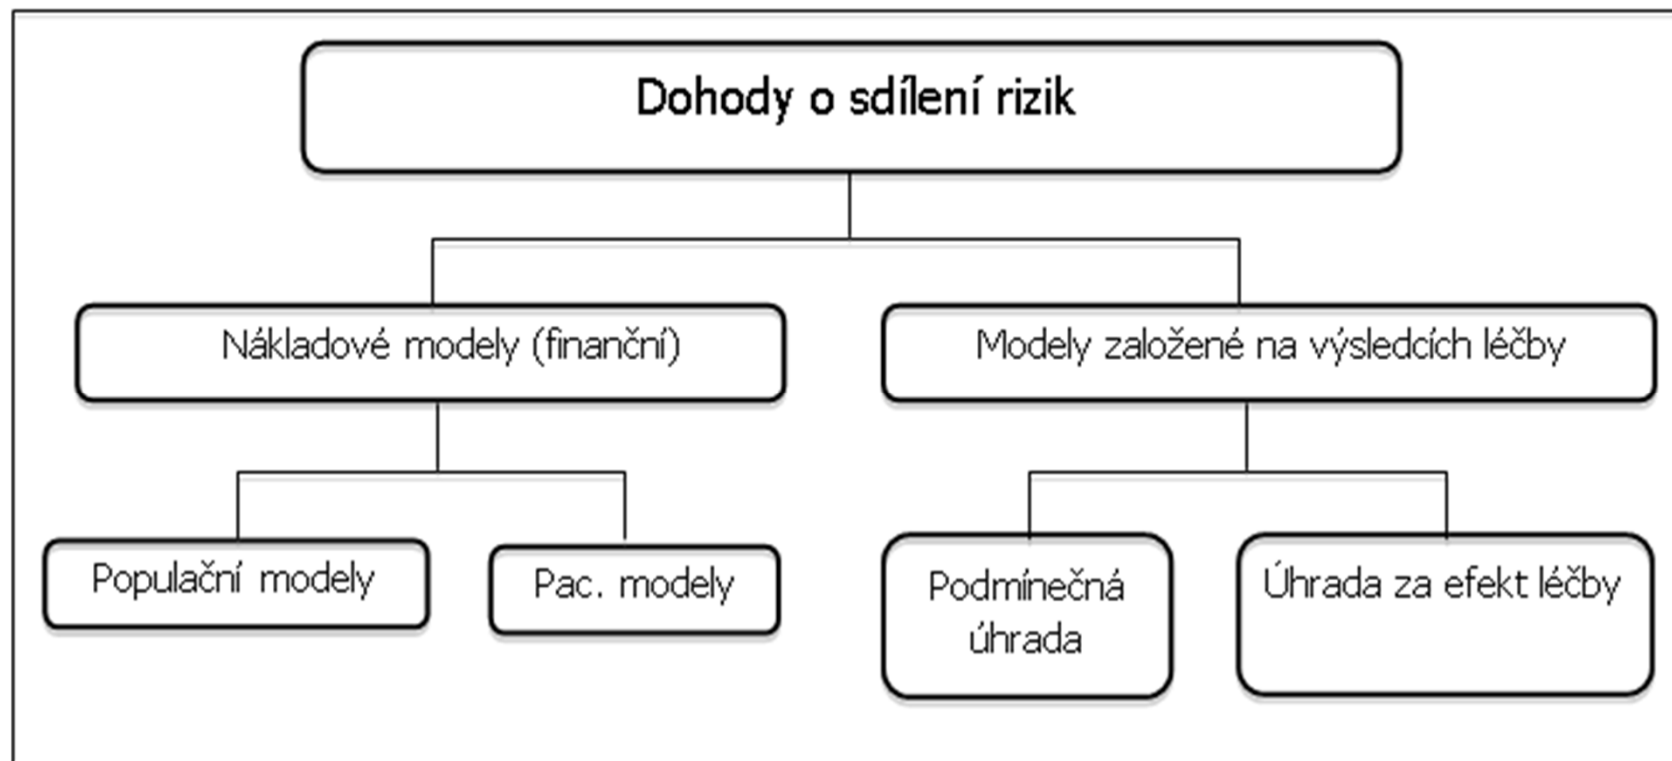 Dohody o sdílení rizik
Nákladové modely (finanční)
Modely založené na výsledcích léčby
Populační modely
Pac. modely
Podmínečná
úhrada
Úhrada za efekt léčby